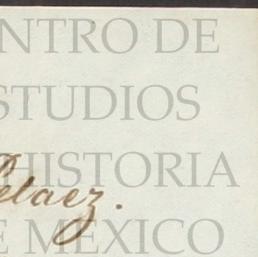 NTRO DE
STUDIOS
HISTORIA
Pelaez.
E MÉXICO